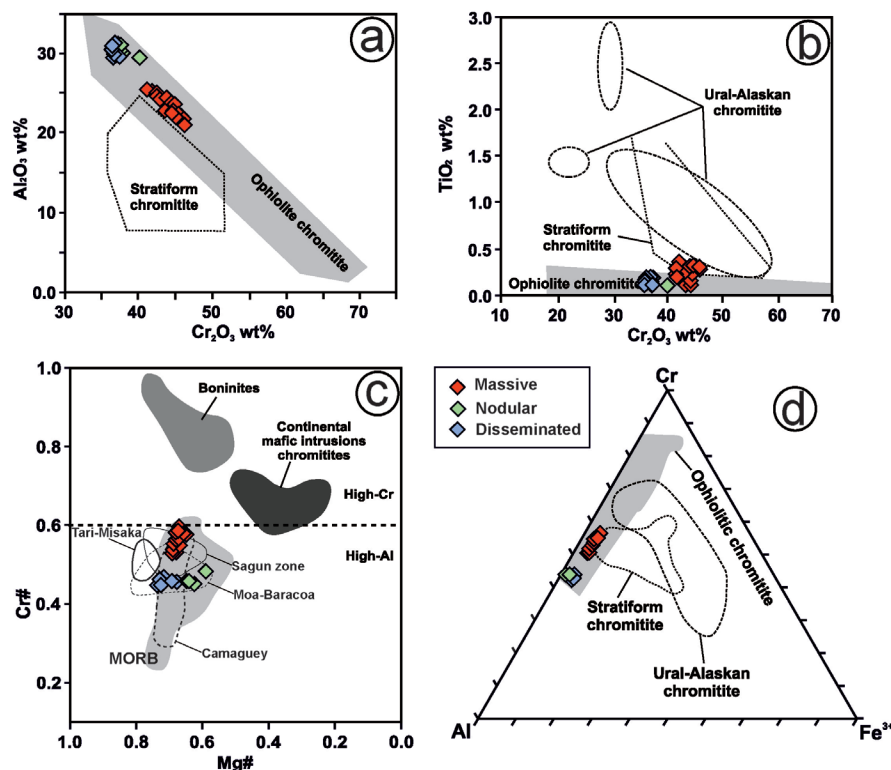 a
30
25
20
15
10
5
0.0
Al₂O₃ wt%
30
40
50
60
70
Cr₂O₃ wt%
Stratiform
chromitite
Ophiolite chromitite
b
3.0
2.5
2.0
1.5
1.0
0.5
0.0
TiO₂ wt%
10
20
30
40
50
60
70
Cr₂O₃ wt%
Ural-Alaskan
chromitite
Stratiform
chromitite
Ophiolite chromitite
c
1.0
0.8
0.6
0.4
0.2
Cr#
1.0
0.8
0.6
0.4
0.2
0.0
Mg#
Boninites
Continental
mafic intrusions
chromitites
High-Cr
High-Al
Tari-Misaka
Sagun zone
Moa-Baracoa
MORB
Camaguey
Massive
Nodular
Disseminated
d
Cr
Al
Fe³⁺
Ophiolitic chromitite
Stratiform
chromitite
Ural-Alaskan
chromitite